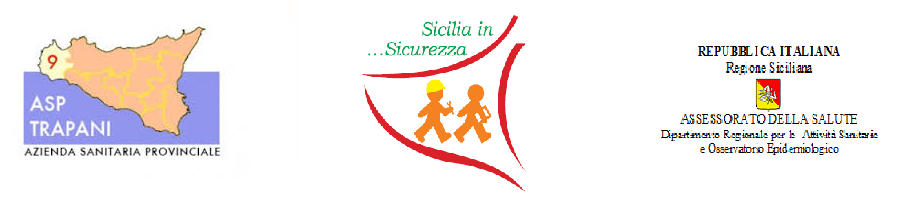 9
ASP
TRAPANI
AZIENDA SANITARIA PROVINCIALE
Sicilia in
...Sicurezza
REPUBBLICA ITALIANA
Regione Siciliana
ASSESSORATO DELLA SALUTE
Dipartimento Regionale per le Attività Sanitarie
e Osservatorio Epidemiologico